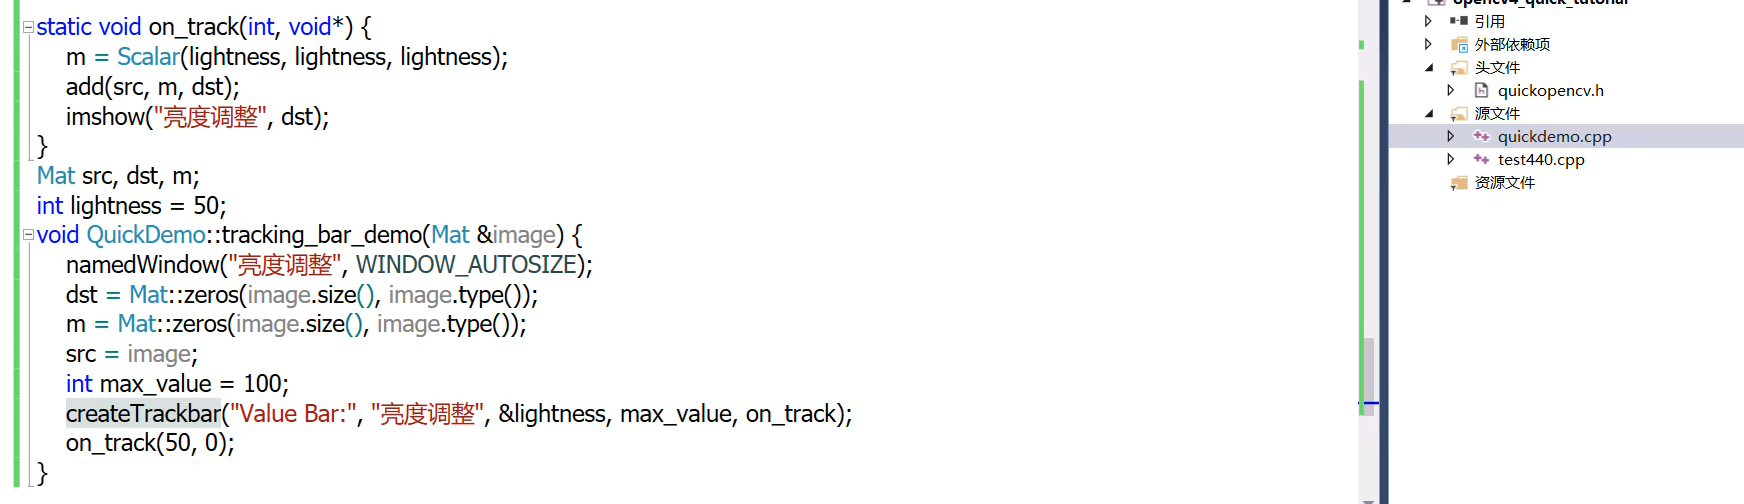 static void on_track(int, void*) {
m = Scalar(lightness, lightness, lightness);
add(src, m, dst);
imshow("亮度调整", dst);
}
Mat src, dst, m;
int lightness = 50;
void QuickDemo::tracking_bar_demo(Mat &image) {
namedWindow("亮度调整", WINDOW_AUTOSIZE);
dst = Mat::zeros(image.size(), image.type());
m = Mat::zeros(image.size(), image.type());
src = image;
int max_value = 100;
createTrackbar("Value Bar:", "亮度调整", &lightness, max_value, on_track);
on_track(50, 0);
}
opencv4_quick_tutorial
引用
外部依赖项
头文件
quickopencv.h
源文件
quickdemo.cpp
test440.cpp
资源文件